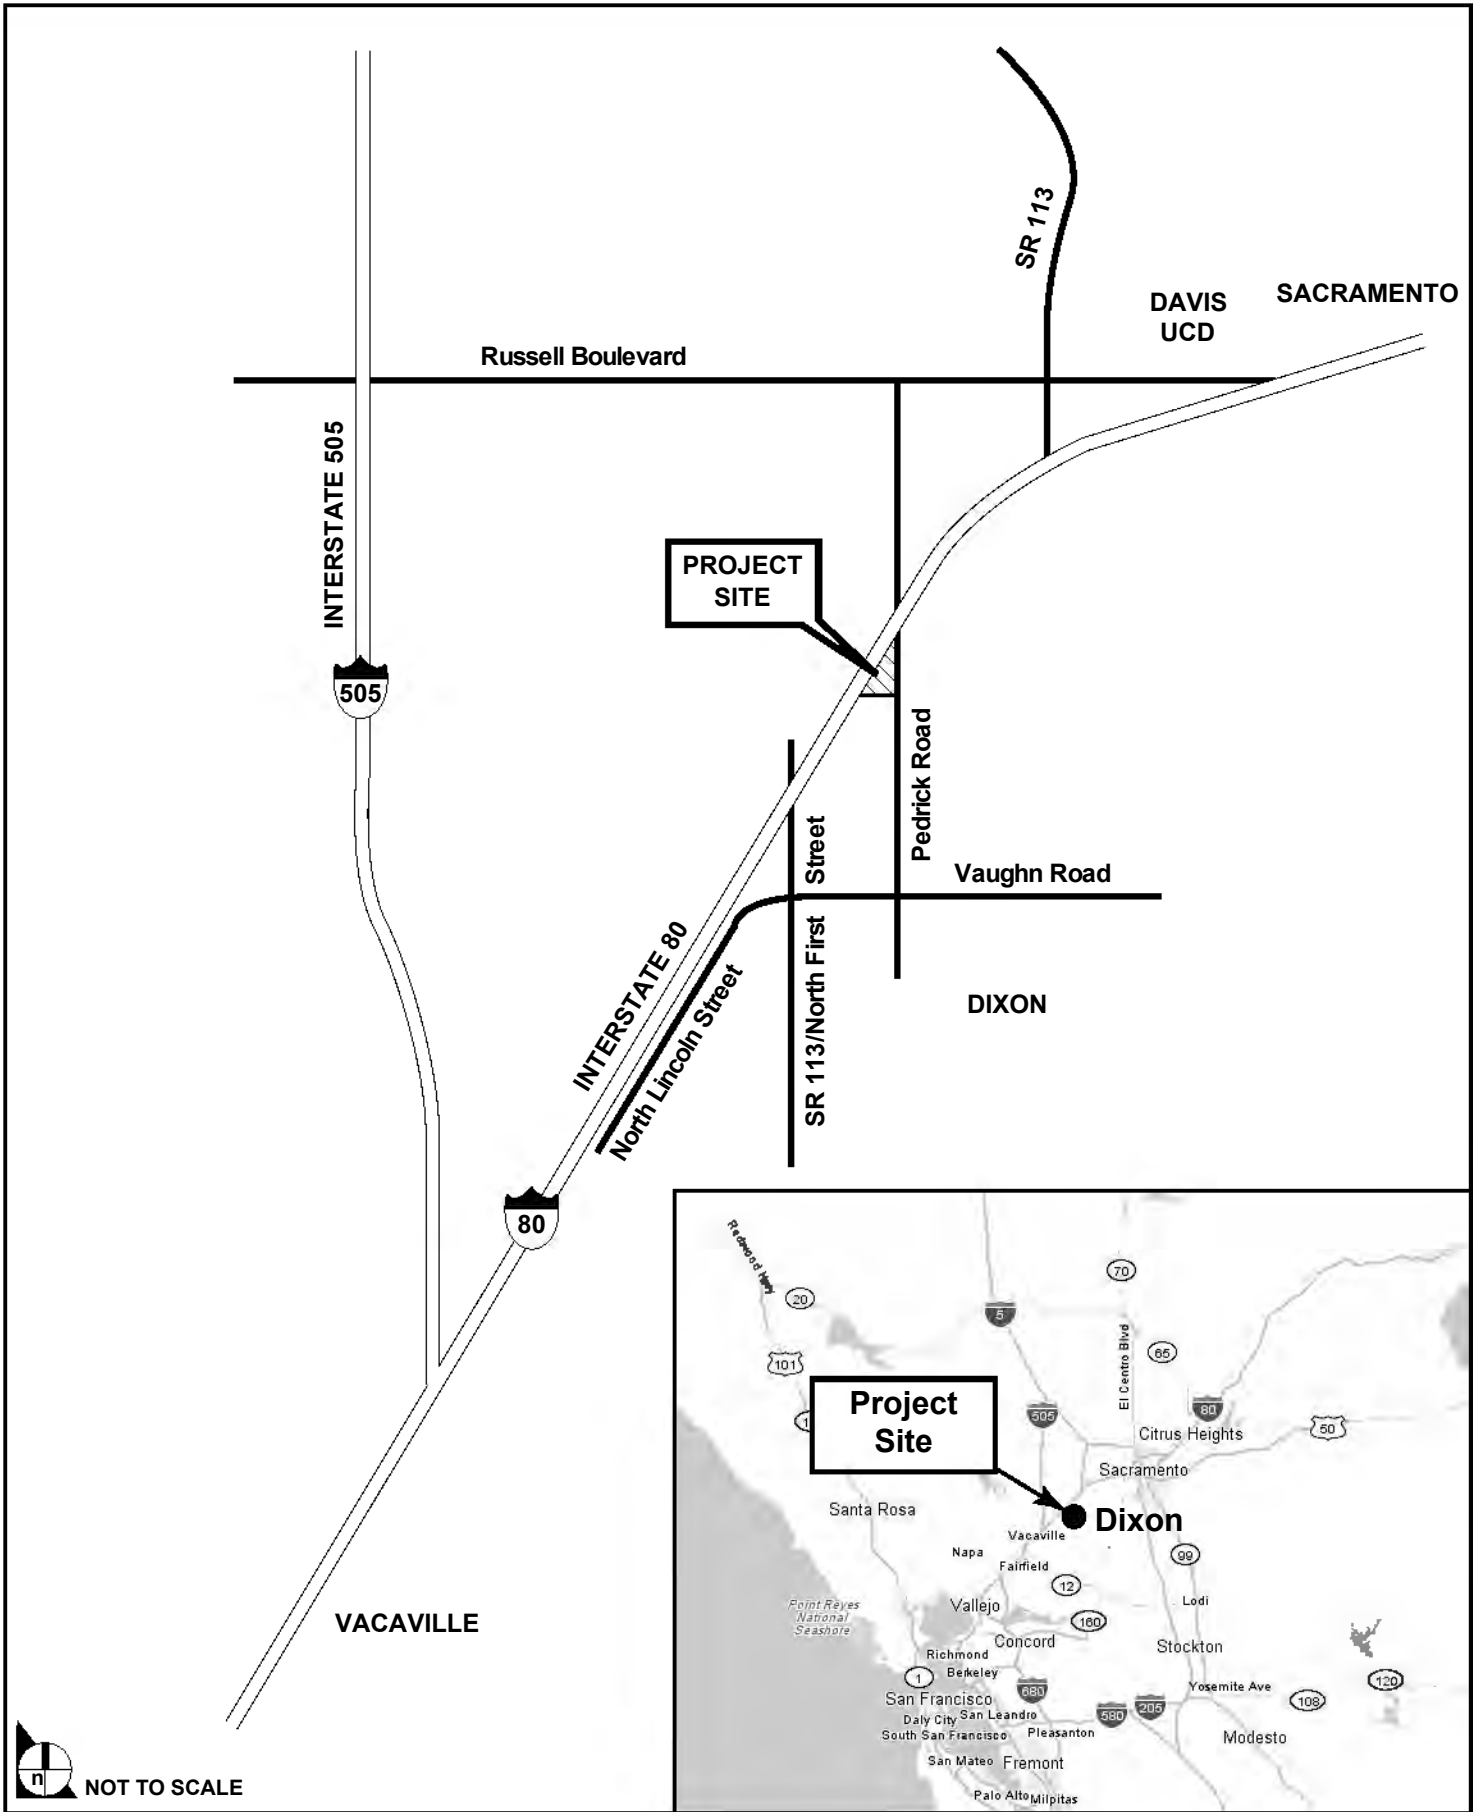 SR 113
DAVIS
UCD
SACRAMENTO
Russell Boulevard
INTERSTATE 505
PROJECT
SITE
505
Pedrick Road
Street
Vaughn Road
INTERSTATE 80
North Lincoln Street
SR 113/North First
DIXON
80
VACAVILLE
n
NOT TO SCALE
Redwood Hwy
20
70
5
El Centro Blvd
65
101
Project
Site
1
505
80
Citrus Heights
50
Sacramento
Santa Rosa
Dixon
Vacaville
Napa
Fairfield
99
12
Lodi
Point Reyes
National
Seashore
Vallejo
160
Concord
Stockton
Richmond
Berkeley
1
680
Yosemite Ave
120
San Francisco
108
Daly City
San Leandro
580
205
South San Francisco
Pleasanton
Modesto
San Mateo
Fremont
Palo Alto
Milpitas